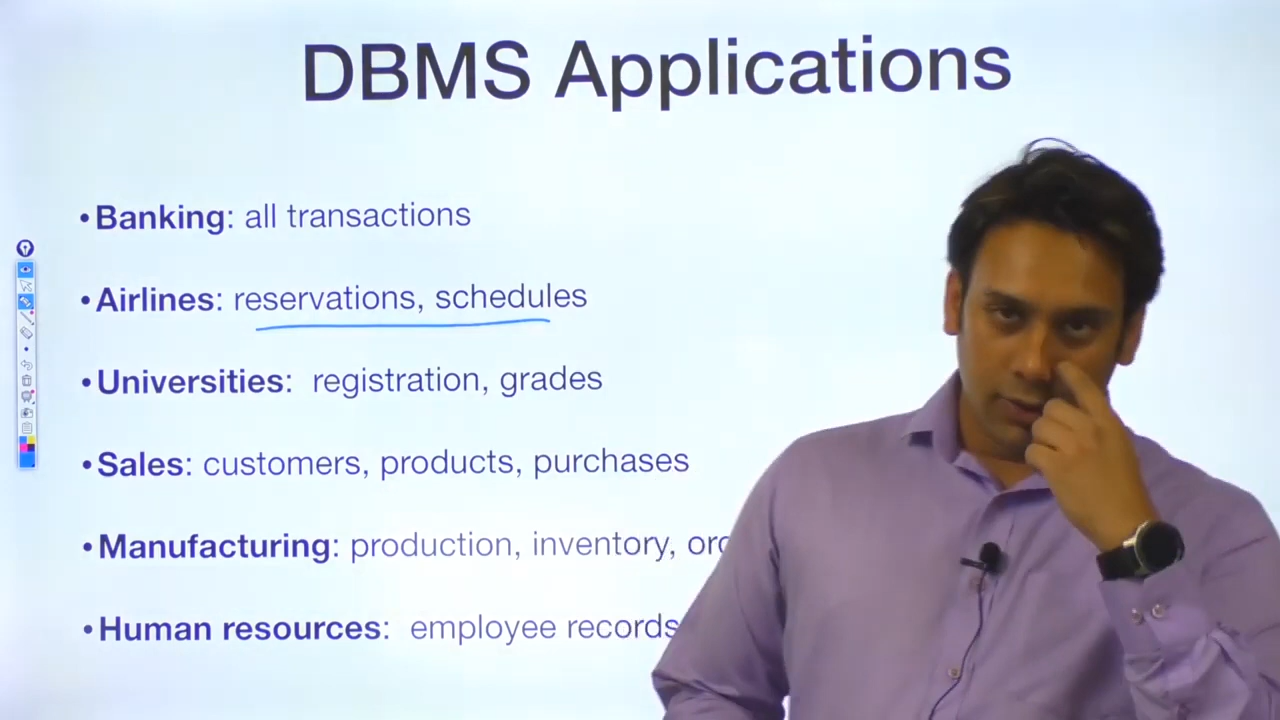 DBMS Applications
• Banking: all transactions
• Airlines: reservations, schedules
• Universities: registration, grades
• Sales: customers, products, purchases
• Manufacturing: production, inventory,
• Human resources: employee records